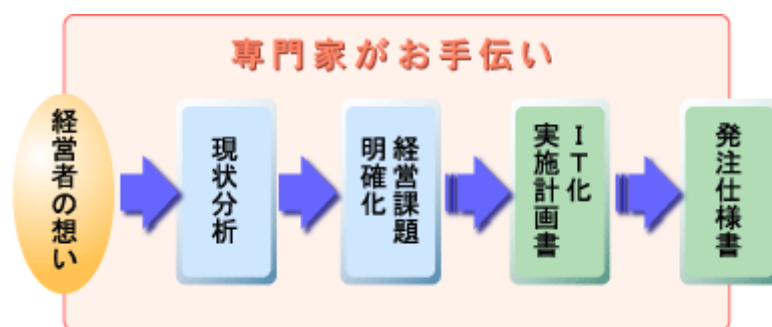 専門家がお手伝い
経営者の想い
現状分析
経営課題
明確化
IT化
実施計画書
発注仕様書